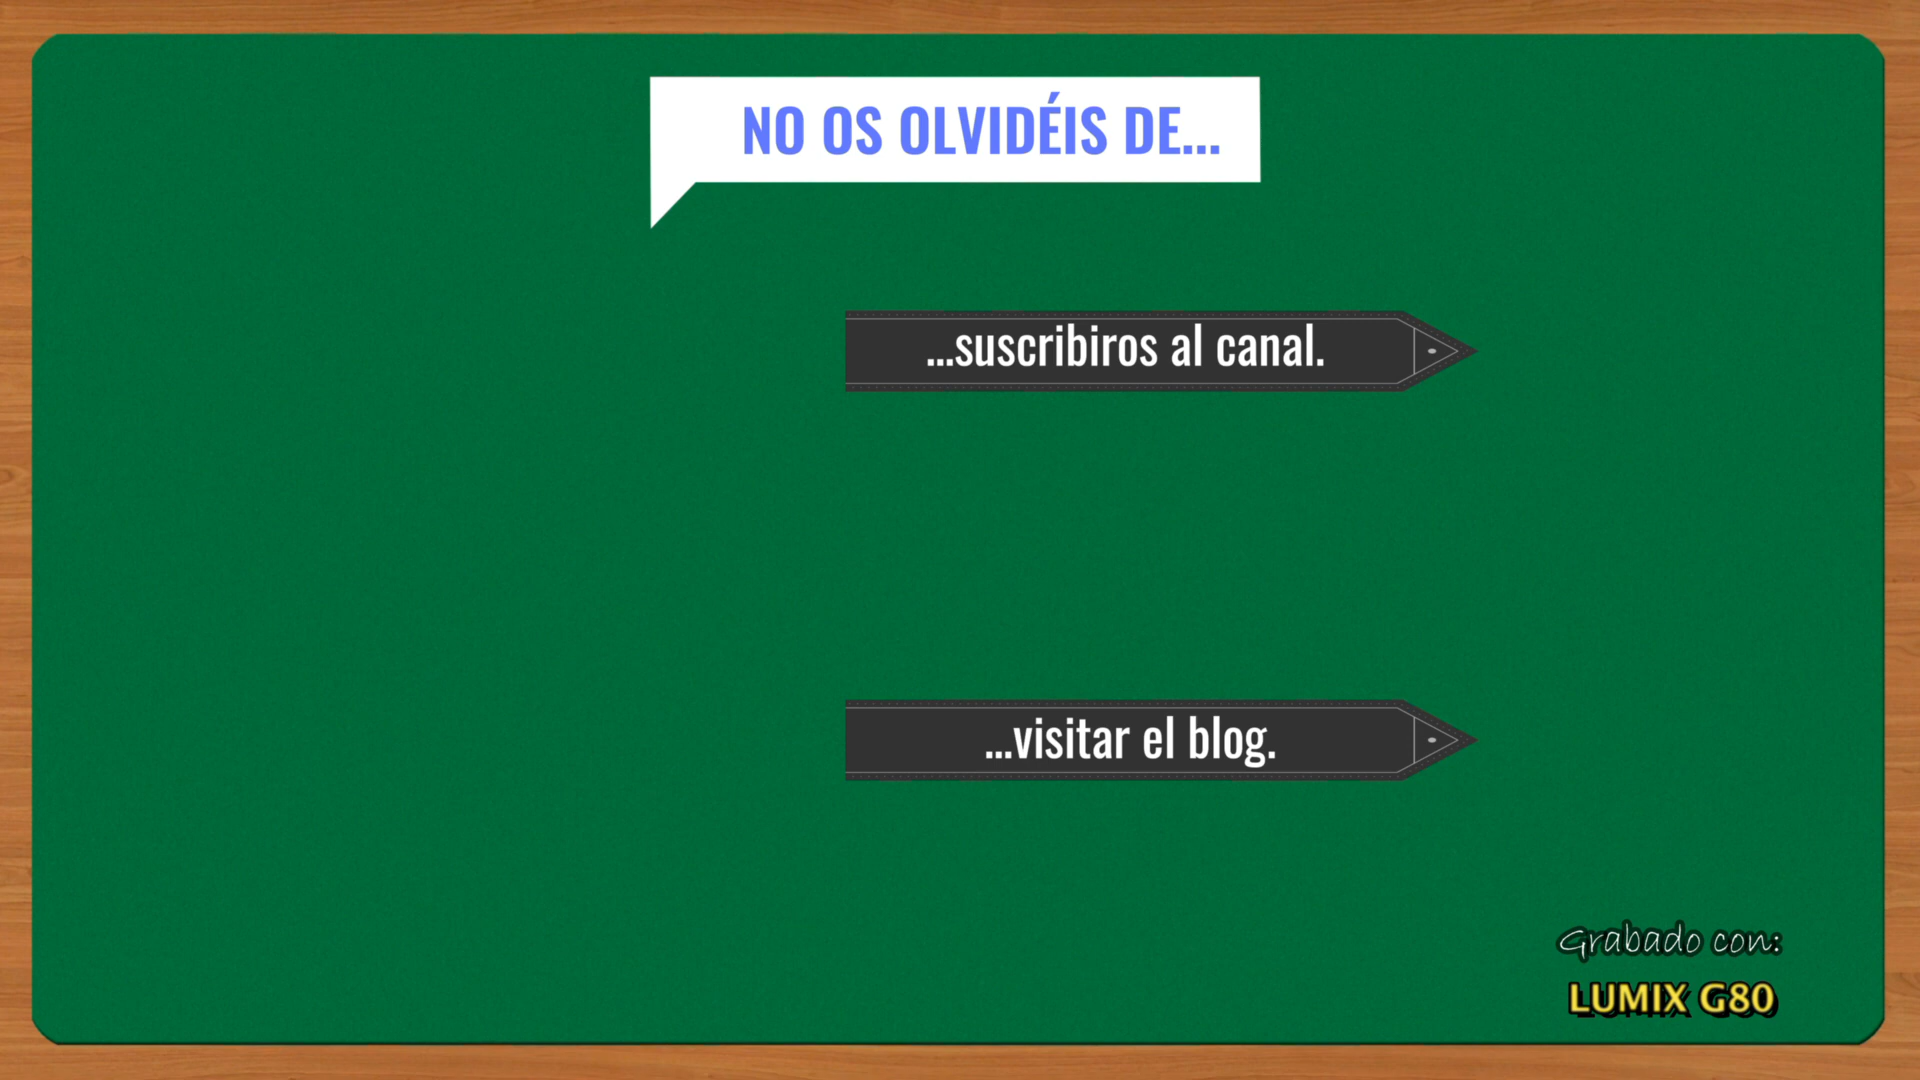 NO OS OLVIDÉIS DE...
...suscribiros al canal.
...visitar el blog.
Grabado con:
LUMIX G80